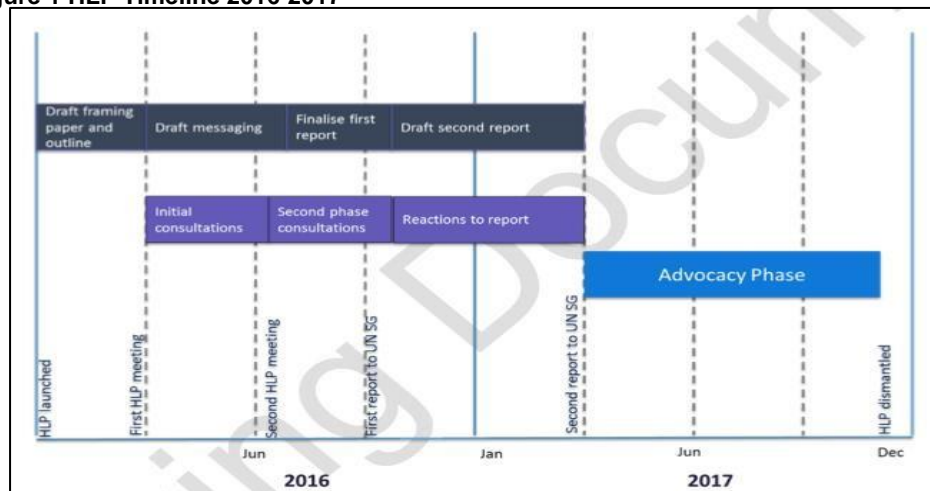 HLP Timeline 2016-2017
Draft framing
paper and
outline
Draft messaging
Finalise first
report
Draft second report
Initial
consultations
Second phase
consultations
Reactions to report
Advocacy Phase
HLP launched
First HLP meeting
Second HLP meeting
First report to UN SG
Second report to UN SG
HLP dismantled
Jun
Jan
Jun
Dec
2016
2017